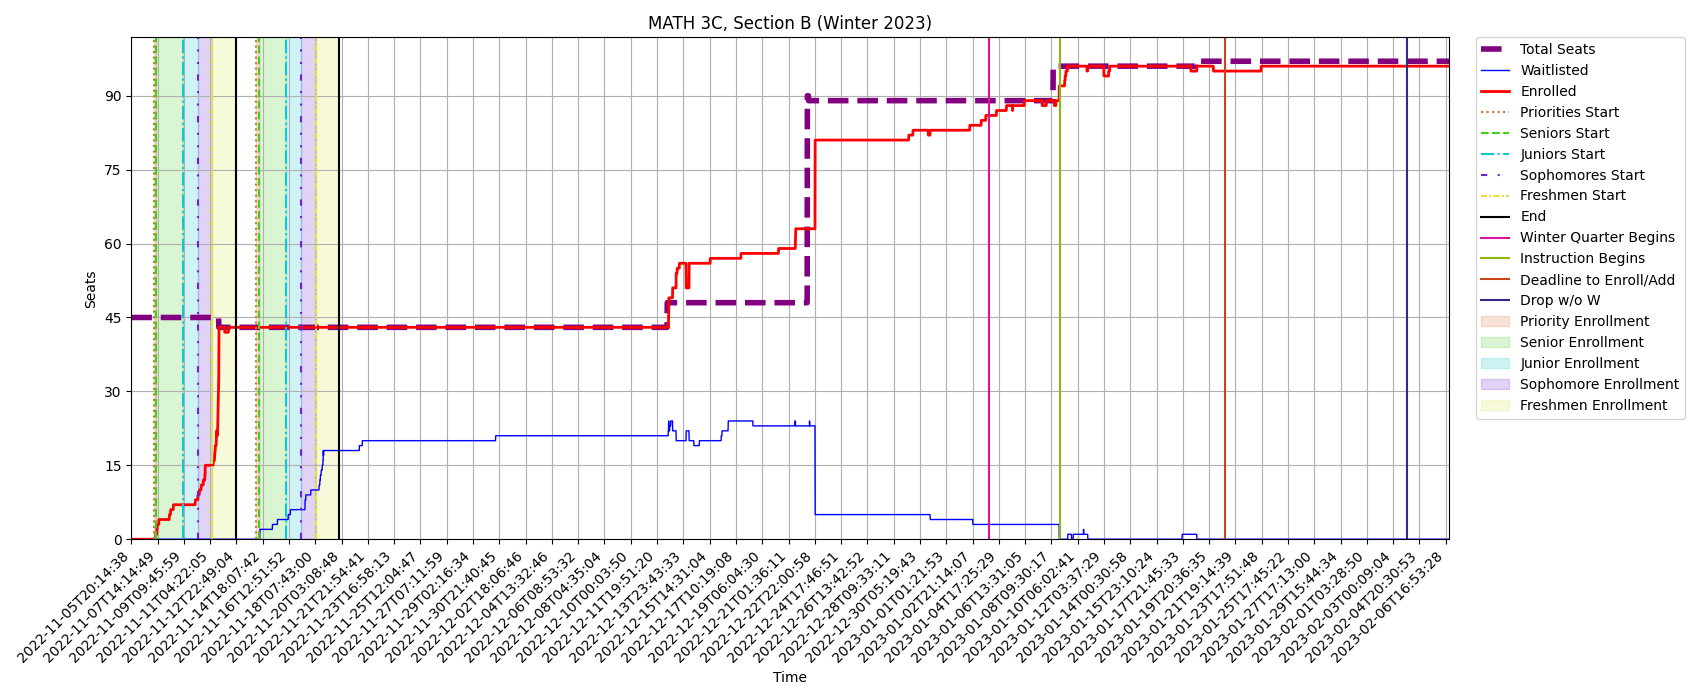 MATH 3C, Section B (Winter 2023)
Seats
90
75
60
45
30
15
0
2022-11-05T20:14:38
2022-11-07T14:14:49
2022-11-09T09:45:59
2022-11-11T04:22:05
2022-11-12T22:49:04
2022-11-14T18:07:42
2022-11-16T12:51:52
2022-11-18T07:43:00
2022-11-20T03:08:48
2022-11-21T21:54:41
2022-11-23T16:58:13
2022-11-25T12:04:47
2022-11-27T07:11:59
2022-11-29T02:16:34
2022-11-30T21:40:45
2022-12-02T18:06:46
2022-12-04T13:32:46
2022-12-06T08:53:32
2022-12-08T04:35:04
2022-12-10T00:03:50
2022-12-11T19:51:20
2022-12-13T23:43:33
2022-12-15T14:31:04
2022-12-17T10:19:08
2022-12-19T06:04:30
2022-12-21T01:36:11
2022-12-22T22:00:58
2022-12-24T17:46:51
2022-12-26T13:42:52
2022-12-28T09:33:11
2022-12-30T05:19:43
2023-01-01T01:21:53
2023-01-02T21:14:07
2023-01-04T17:25:29
2023-01-06T13:31:05
2023-01-08T09:30:17
2023-01-10T06:02:41
2023-01-12T03:37:29
2023-01-14T00:30:58
2023-01-15T23:10:24
2023-01-17T21:45:33
2023-01-19T20:36:35
2023-01-21T19:14:39
2023-01-23T17:51:48
2023-01-25T17:45:22
2023-01-27T17:13:00
2023-01-29T15:44:34
2023-02-01T03:28:50
2023-02-03T00:09:04
2023-02-04T20:30:53
2023-02-06T16:53:28
Time
Total Seats
Waitlisted
Enrolled
Priorities Start
Seniors Start
Juniors Start
Sophomores Start
Freshmen Start
End
Winter Quarter Begins
Instruction Begins
Deadline to Enroll/Add
Drop w/o W
Priority Enrollment
Senior Enrollment
Junior Enrollment
Sophomore Enrollment
Freshmen Enrollment